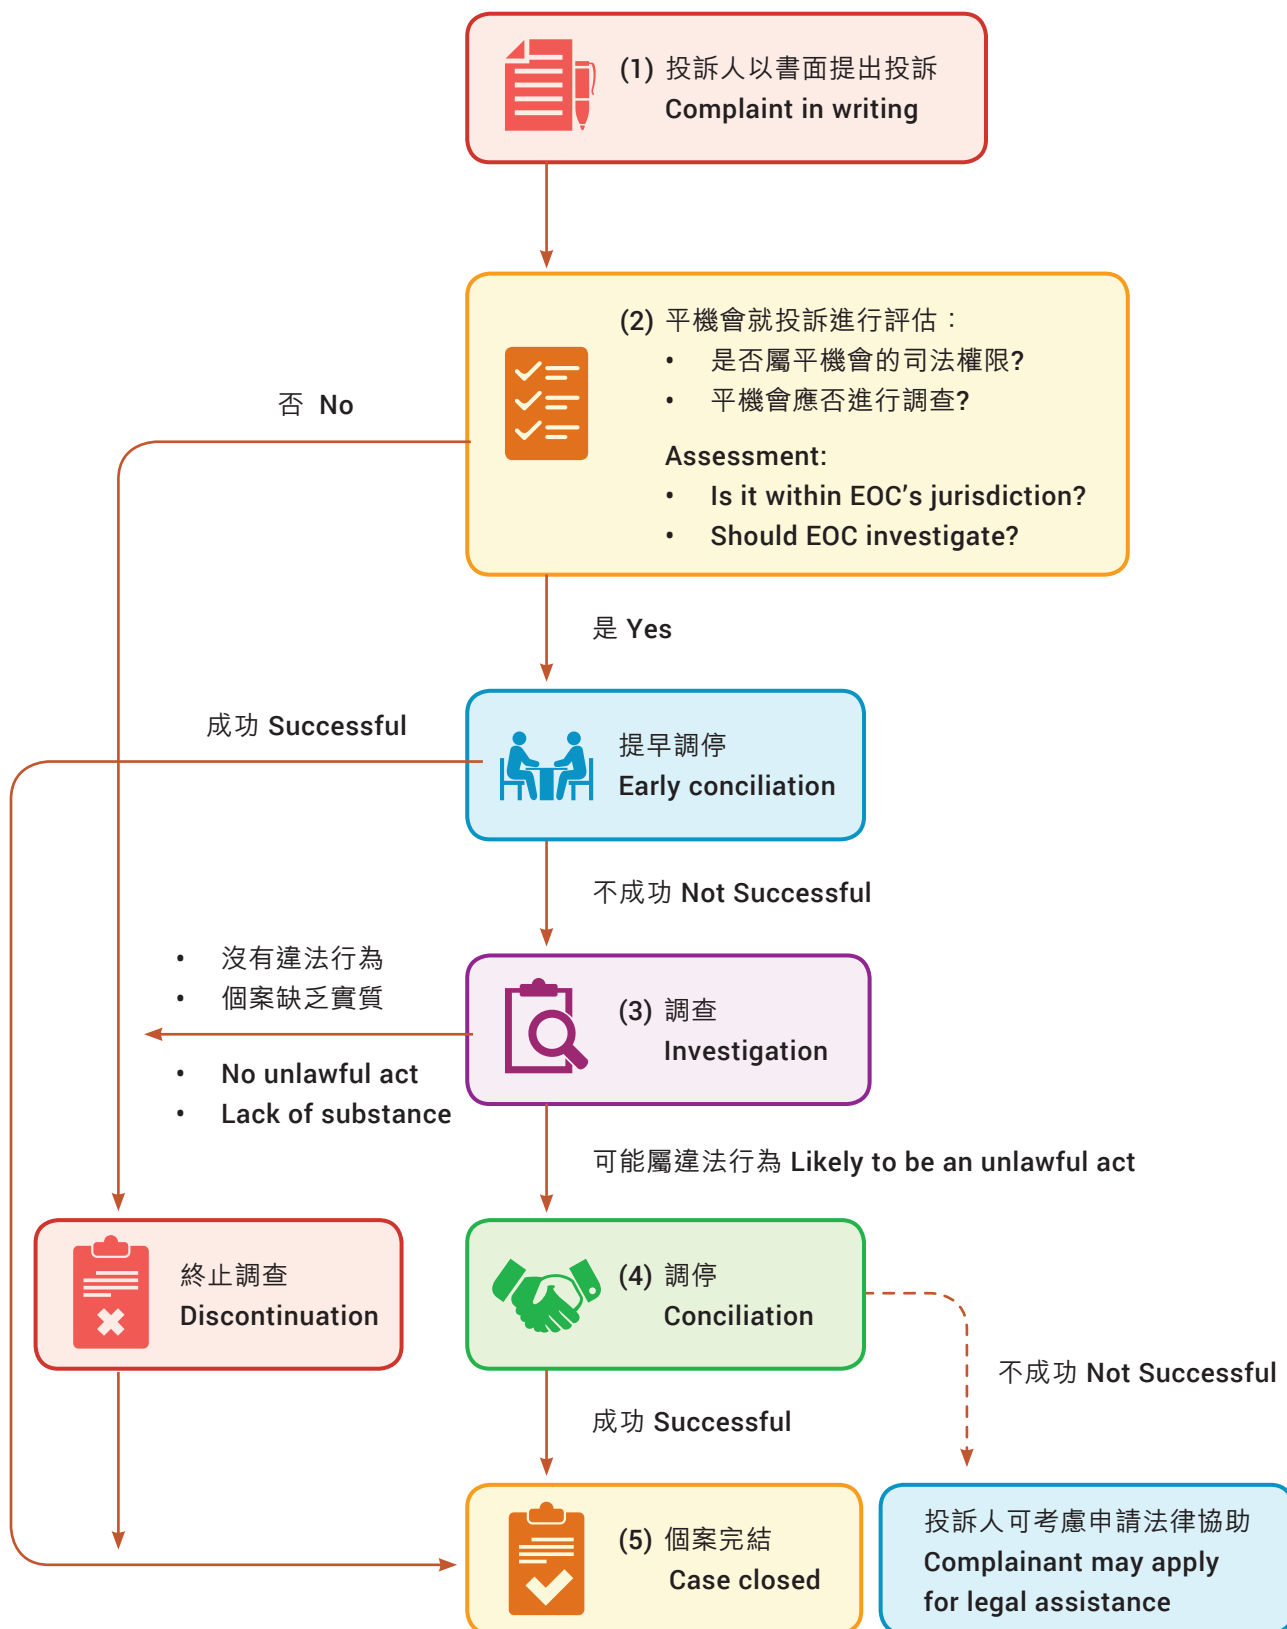 (1) 投訴人以書面提出投訴
Complaint in writing
(2) 平機會就投訴進行評估：
• 是否屬平機會的司法權限?
• 平機會應否進行調查?
Assessment:
• Is it within EOC’s jurisdiction?
• Should EOC investigate?
否 No
是 Yes
成功 Successful
提早調停
Early conciliation
不成功 Not Successful
• 沒有違法行為
• 個案缺乏實質
• No unlawful act
• Lack of substance
(3) 調查
Investigation
可能屬違法行為 Likely to be an unlawful act
終止調查
Discontinuation
(4) 調停
Conciliation
不成功 Not Successful
成功 Successful
(5) 個案完結
Case closed
投訴人可考慮申請法律協助
Complainant may apply
for legal assistance